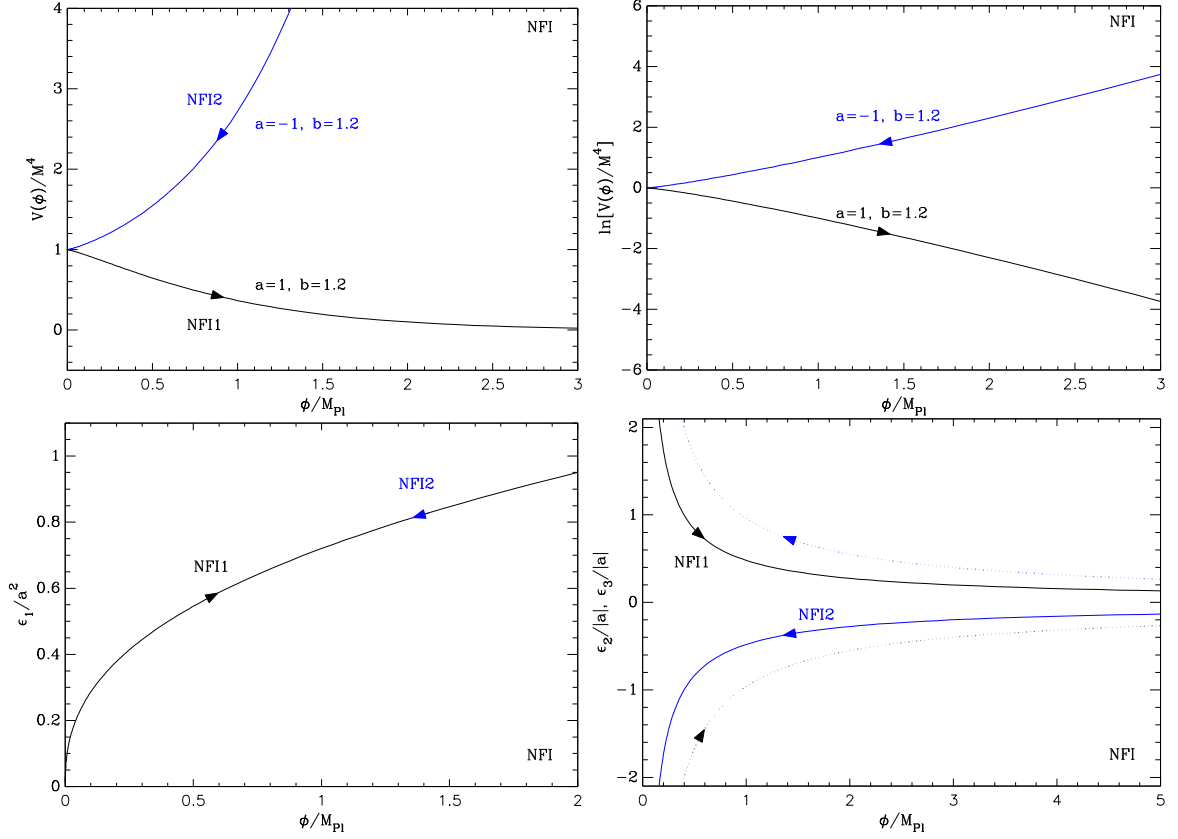 4
3
2
1
0
V(ϕ)/M⁴
NFI
NFI2
a=−1, b=1.2
a=1, b=1.2
NFI1
0 0.5 1 1.5 2 2.5 3
ϕ/M_Pl
6
4
2
0
−2
−4
−6
ln[V(ϕ)/M⁴]
NFI
a=−1, b=1.2
a=1, b=1.2
0 0.5 1 1.5 2 2.5 3
ϕ/M_Pl
1
0.8
0.6
0.4
0.2
0
ϵ₁/a²
NFI2
NFI1
NFI
0 0.5 1 1.5 2
ϕ/M_Pl
2
1
0
−1
−2
ϵ₂/|a|, ϵ₃/|a|
NFI1
NFI2
NFI
0 1 2 3 4 5
ϕ/M_Pl